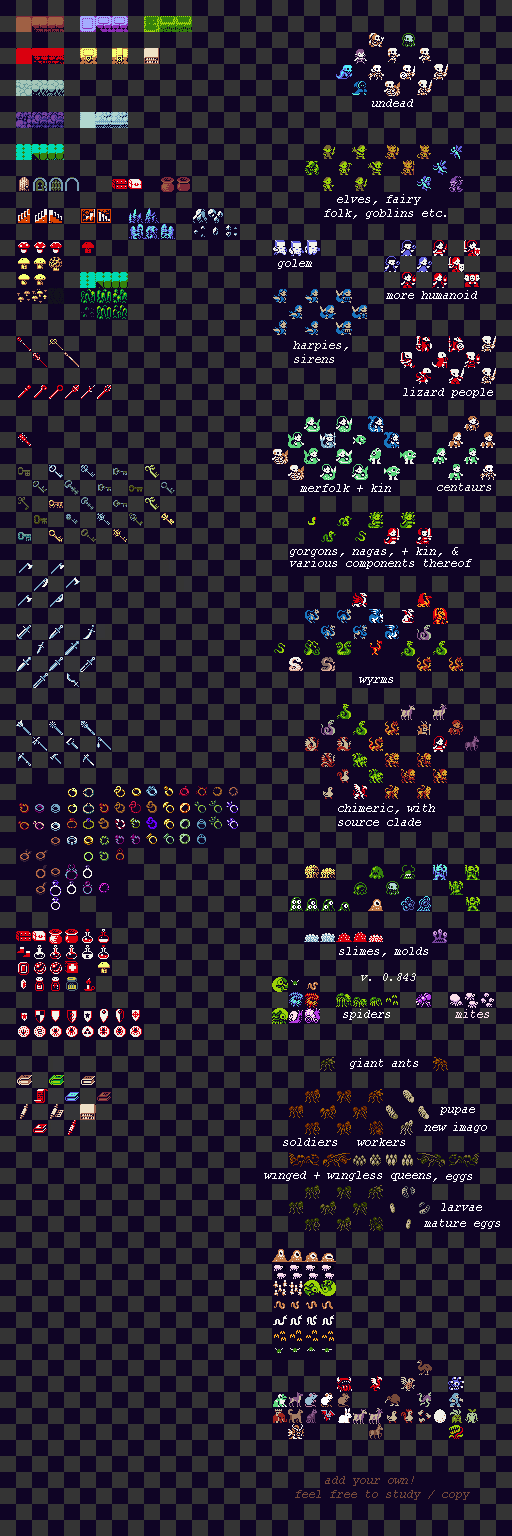 undead
elves, fairy
folk, goblins etc.
golem
more humanoid
harpies,
sirens
lizard people
merfolk + kin
centaurs
gorgons, nagas, + kin, &
various components thereof
wyrms
chimeric, with
source clade
slimes, molds
v. 0.843
spiders
mites
giant ants
pupae
new imago
soldiers workers
winged + wingless queens, eggs
larvae
mature eggs
add your own!
feel free to study / copy